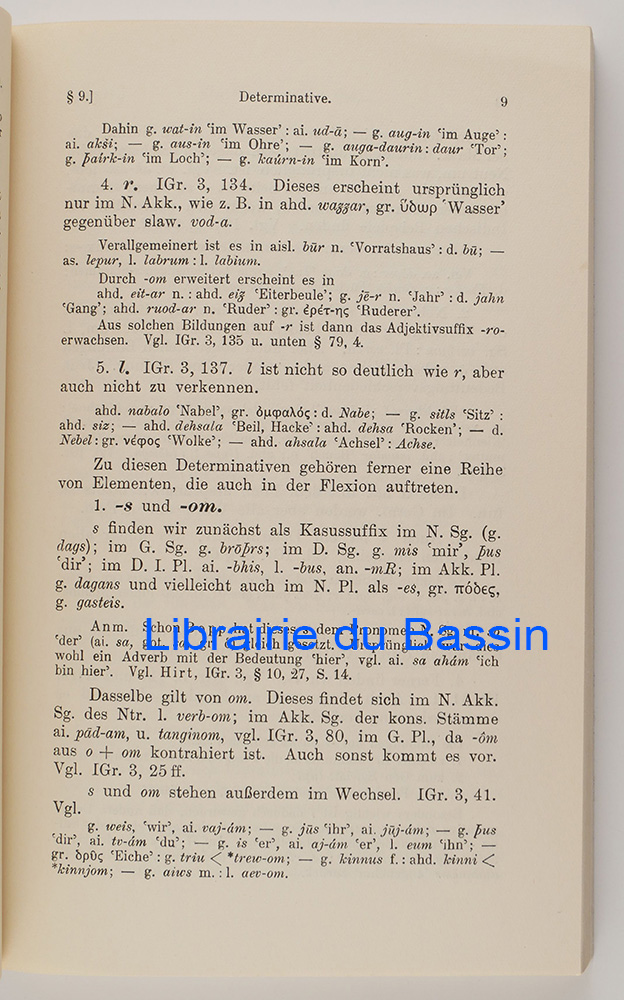 § 9.] Determinative. 9
Dahin g. wat-in ‘im Wasser’ : ai. ud-ā; — g. aug-in ‘im Auge’ :
ai. akṣi; — g. aus-in ‘im Ohre’; — g. auga-daurin : daur ‘Tor’;
g. þaírk-in ‘im Loch’; — g. kaúrn-in ‘im Korn’.
4. r. IGr. 3, 134. Dieses erscheint ursprünglich
nur im N. Akk., wie z. B. in ahd. waȥȥar, gr. ὕδωρ ‘Wasser’
gegenüber slaw. vod-a.
Verallgemeinert ist es in aisl. būr n. ‘Vorratshaus’ : d. bū; —
as. lepur, l. labrum : l. labium.
Durch -om erweitert erscheint es in
ahd. eit-ar n. : ahd. eiȥ ‘Eiterbeule’; g. jē-r n. ‘Jahr’ : d. jahn
‘Gang’; ahd. ruod-ar n. ‘Ruder’ : gr. ἐρέτ-ης ‘Ruderer’.
Aus solchen Bildungen auf -r ist dann das Adjektivsuffix -ro-
erwachsen. Vgl. IGr. 3, 135 u. unten § 79, 4.
5. l. IGr. 3, 137. l ist nicht so deutlich wie r, aber
auch nicht zu verkennen.
ahd. nabalo ‘Nabel’, gr. ὀμφαλός : d. Nabe; — g. sitls ‘Sitz’ :
ahd. siz; — ahd. dehsala ‘Beil, Hacke’ : ahd. dehsa ‘Rocken’; — d.
Nebel : gr. νέφος ‘Wolke’; — ahd. ahsala ‘Achsel’ : Achse.
Zu diesen Determinativen gehören ferner eine Reihe
von Elementen, die auch in der Flexion auftreten.
1. -s und -om.
s finden wir zunächst als Kasussuffix im N. Sg. (g.
dags); im G. Sg. g. brōþrs; im D. Sg. g. mis ‘mir’, þus
‘dir’; im D. I. Pl. ai. -bhis, l. -bus, an. -mR; im Akk. Pl.
g. dagans und vielleicht auch im N. Pl. als -es, gr. πόδες,
g. gasteis.
Anm. Schon Bopp hat dieses s dem Pronomen
Librairie du Bassin
‘der’ (ai. sa, gesetzt.
wohl ein Adverb mit der Bedeutung ‘hier’, vgl. ai. sa ahám ‘ich
bin hier’. Vgl. Hirt, IGr. 3, § 10, 27, S. 14.
Dasselbe gilt von om. Dieses findet sich im N. Akk.
Sg. des Ntr. l. verb-om; im Akk. Sg. der kons. Stämme
ai. pād-am, u. tanginom, vgl. IGr. 3, 80, im G. Pl., da -ôm
aus o + om kontrahiert ist. Auch sonst kommt es vor.
Vgl. IGr. 3, 25 ff.
s und om stehen außerdem im Wechsel. IGr. 3, 41.
Vgl.
g. weis, ‘wir’, ai. vaj-ám; — g. jūs ‘ihr’, ai. jūj-ám; — g. þus
‘dir’, ai. tv-ám ‘du’; — g. is ‘er’, ai. aj-ám ‘er’, l. eum ‘ihn’; —
gr. δρῦς ‘Eiche’ : g. triu < *trew-om; — g. kinnus f. : ahd. kinni <
*kinnjom; — g. aiws m. : l. aev-om.